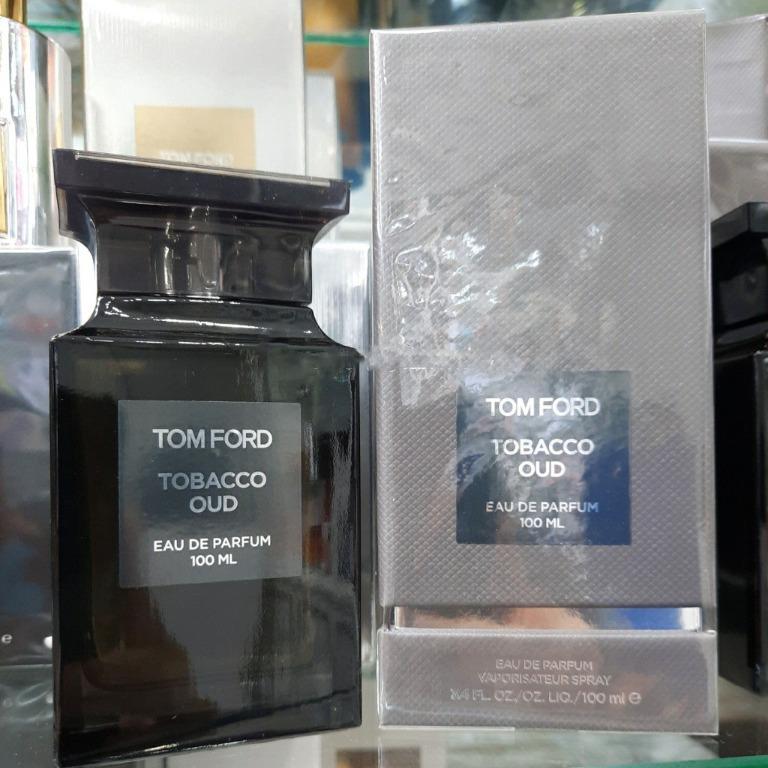 TOM FORD
TOM FORD
TOBACCO
OUD
EAU DE PARFUM
100 ML
TOM FORD
TOBACCO
OUD
EAU DE PARFUM
100 ML
EAU DE PARFUM
VAPORISATEUR SPRAY
3.4 FL. OZ./OZ. LIQ./100 ml e
e